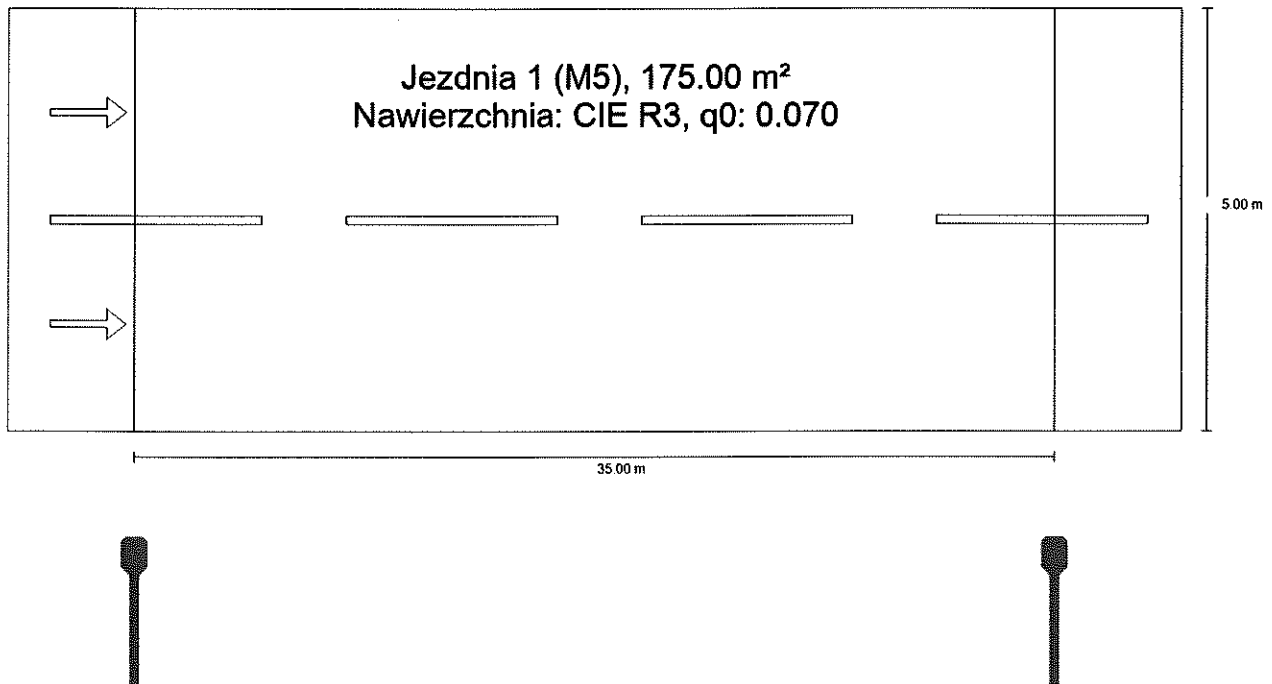 Jezdnia 1 (M5), 175.00 m²
Nawierzchnia: CIE R3, q0: 0.070
5.00 m
35.00 m